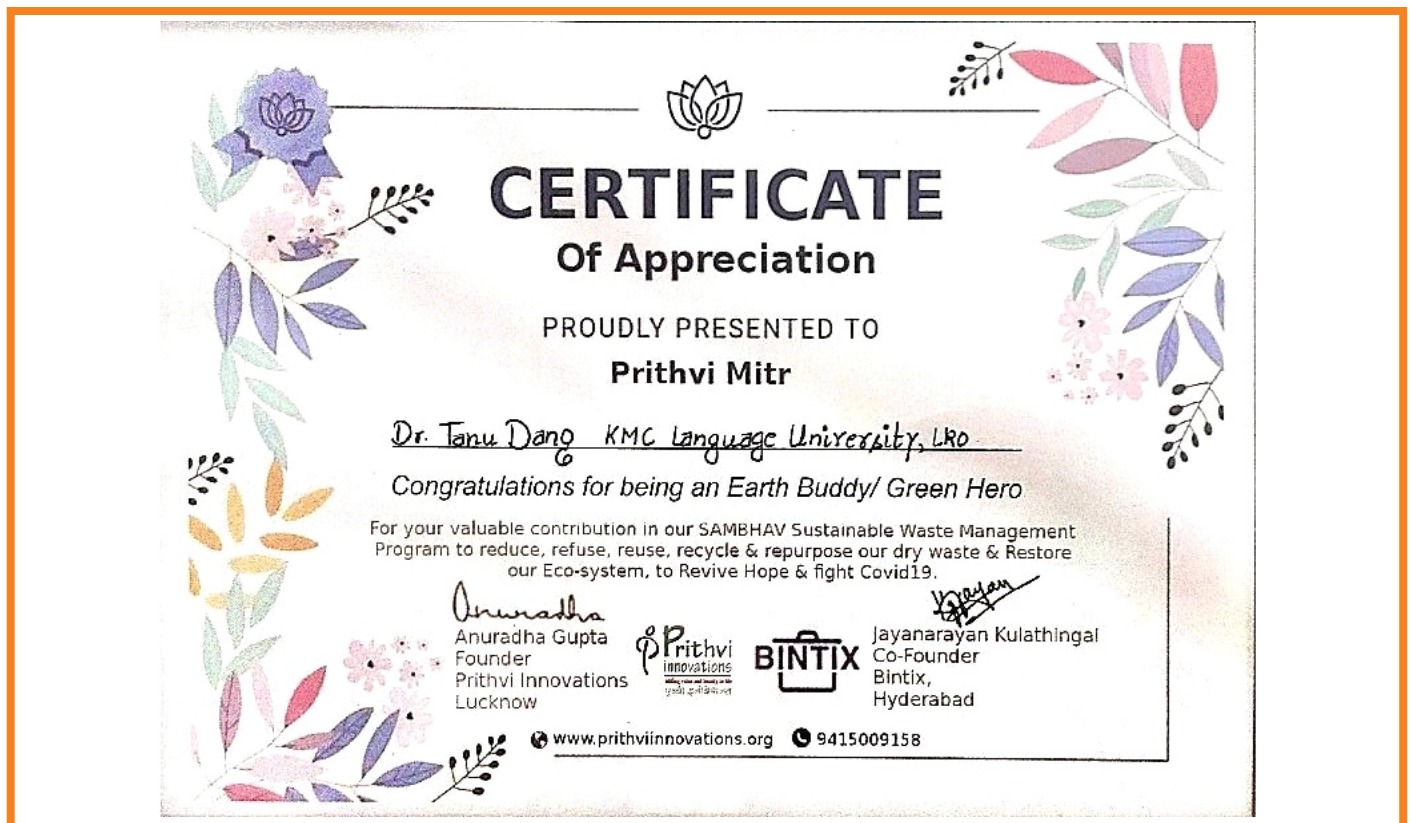 CERTIFICATE
Of Appreciation
PROUDLY PRESENTED TO
Prithvi Mitr
Dr. Tanu Dang KMC Language University, LKO
Congratulations for being an Earth Buddy/ Green Hero
For your valuable contribution in our SAMBHAV Sustainable Waste Management
Program to reduce, refuse, reuse, recycle & repurpose our dry waste & Restore
our Eco-system, to Revive Hope & fight Covid19.
Anuradha
Anuradha Gupta
Founder
Prithvi Innovations
Lucknow
Prithvi
innovations
BINTIX
Jayanarayan Kulathingal
Co-Founder
Bintix,
Hyderabad
www.prithviinnovations.org 9415009158